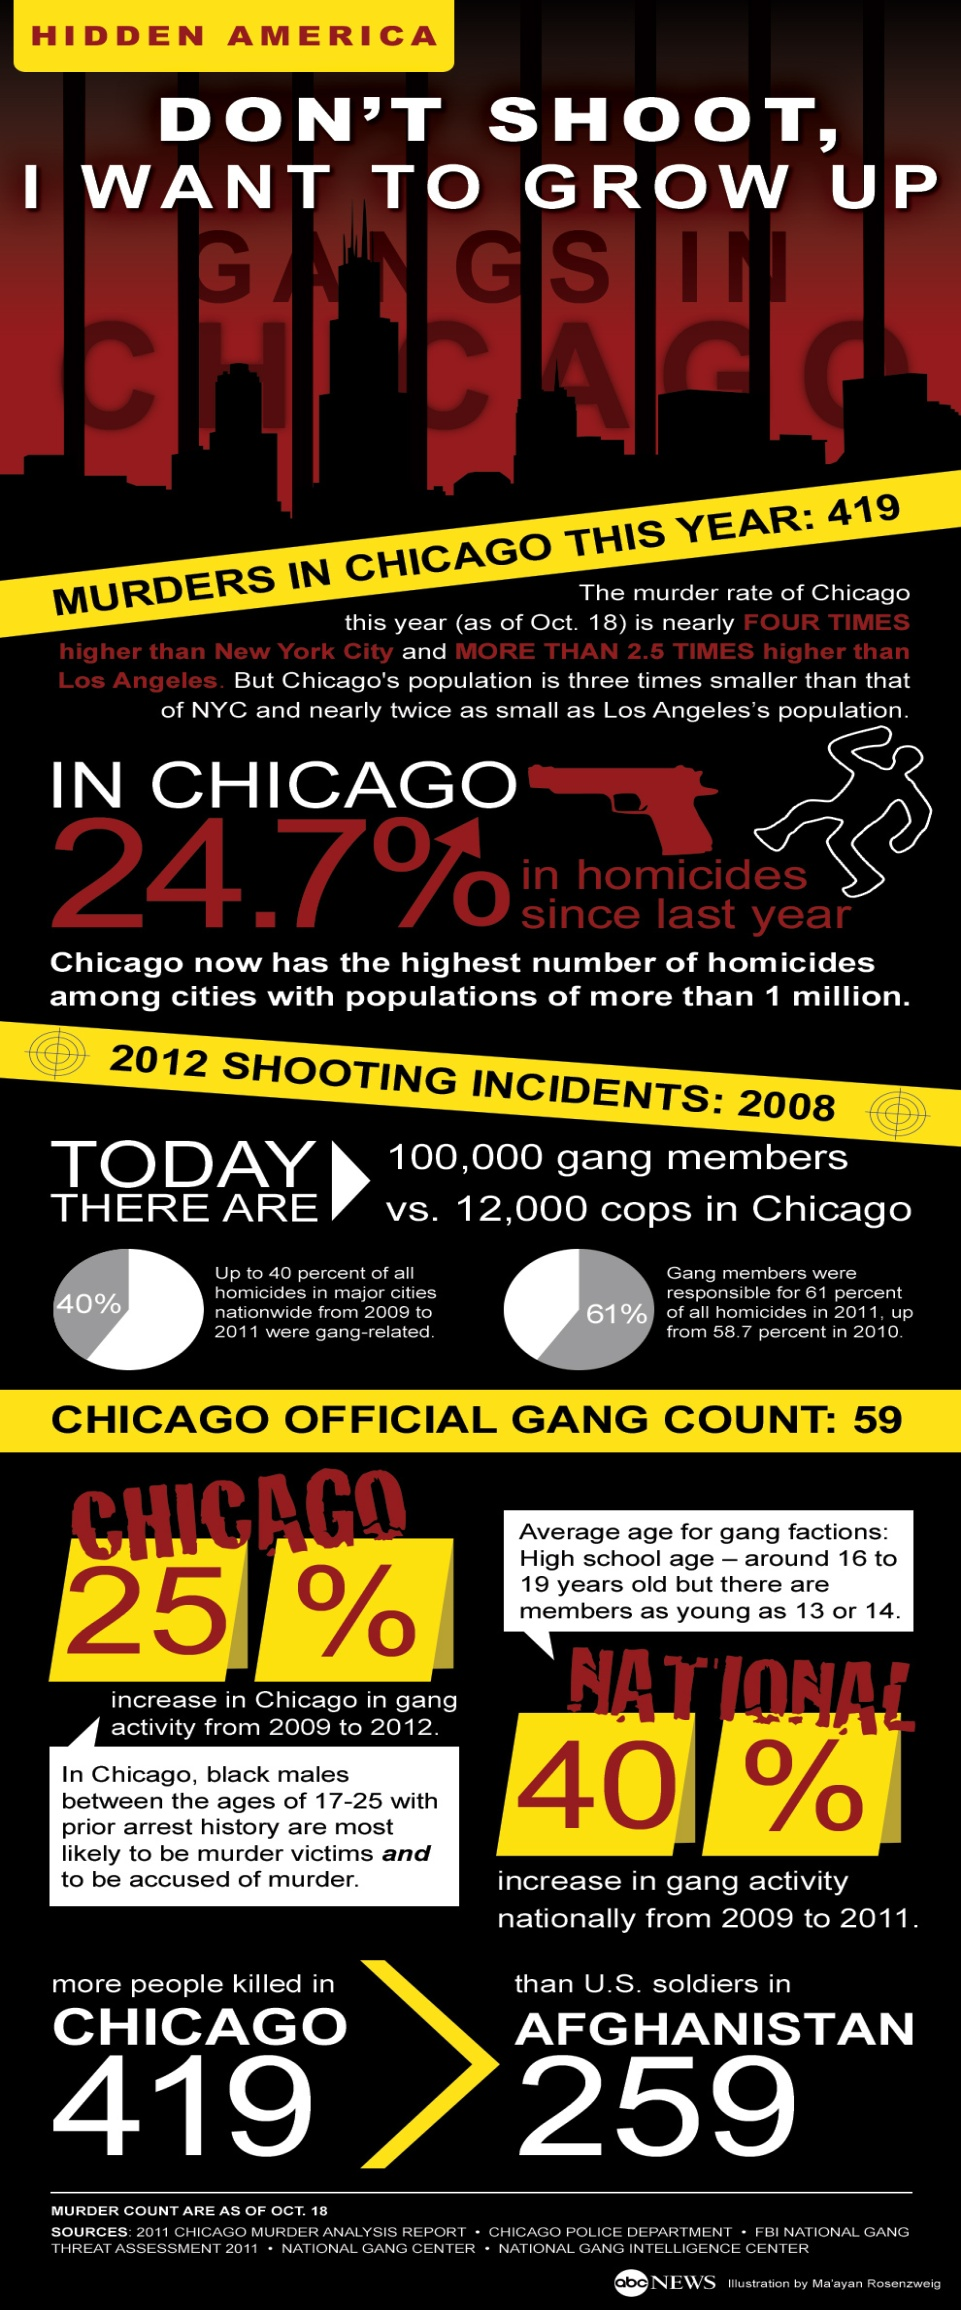 HIDDEN AMERICA
DON'T SHOOT,
I WANT TO GROW UP
GANGS IN
CHICAGO
MURDERS IN CHICAGO THIS YEAR: 419
The murder rate of Chicago
this year (as of Oct. 18) is nearly FOUR TIMES
higher than New York City and MORE THAN 2.5 TIMES higher than
Los Angeles. But Chicago's population is three times smaller than that
of NYC and nearly twice as small as Los Angeles's population.
IN CHICAGO
24.7%
in homicides
since last year
Chicago now has the highest number of homicides
among cities with populations of more than 1 million.
2012 SHOOTING INCIDENTS: 2008
TODAY
THERE ARE
100,000 gang members
vs. 12,000 cops in Chicago
40%
Up to 40 percent of all
homicides in major cities
nationwide from 2009 to
2011 were gang-related.
61%
Gang members were
responsible for 61 percent
of all homicides in 2011, up
from 58.7 percent in 2010.
CHICAGO OFFICIAL GANG COUNT: 59
CHICAGO
25 %
increase in Chicago in gang
activity from 2009 to 2012.
In Chicago, black males
between the ages of 17-25 with
prior arrest history are most
likely to be murder victims and
to be accused of murder.
Average age for gang factions:
High school age – around 16 to
19 years old but there are
members as young as 13 or 14.
NATIONAL
40 %
increase in gang activity
nationally from 2009 to 2011.
more people killed in
CHICAGO
419
than U.S. soldiers in
AFGHANISTAN
259
MURDER COUNT ARE AS OF OCT. 18
SOURCES: 2011 CHICAGO MURDER ANALYSIS REPORT • CHICAGO POLICE DEPARTMENT • FBI NATIONAL GANG
THREAT ASSESSMENT 2011 • NATIONAL GANG CENTER • NATIONAL GANG INTELLIGENCE CENTER
abc NEWS Illustration by Ma'ayan Rosenzweig